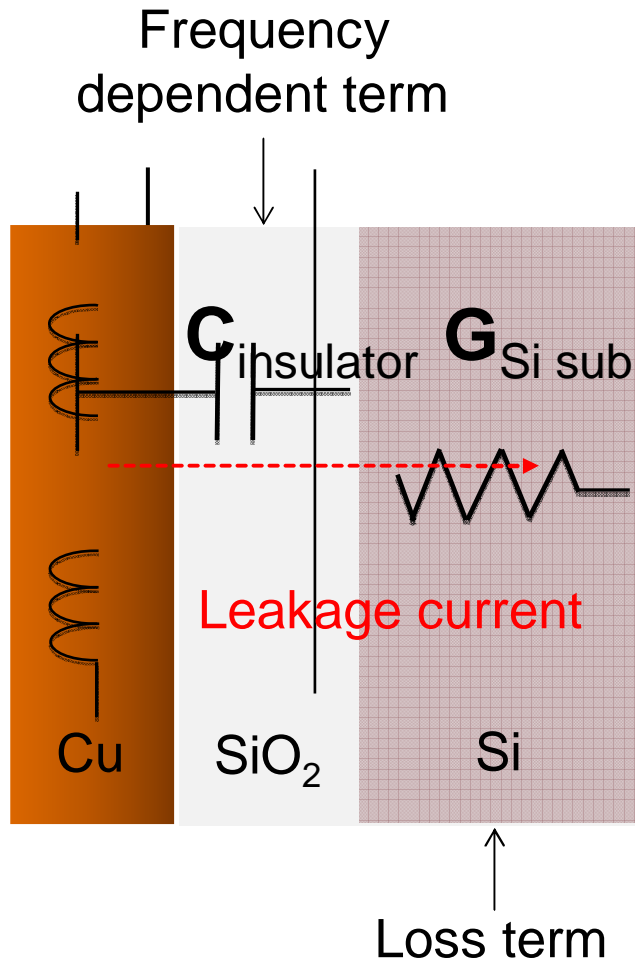 Frequency
dependent term
C insulator
G Si sub
Leakage current
Cu
SiO₂
Si
Loss term